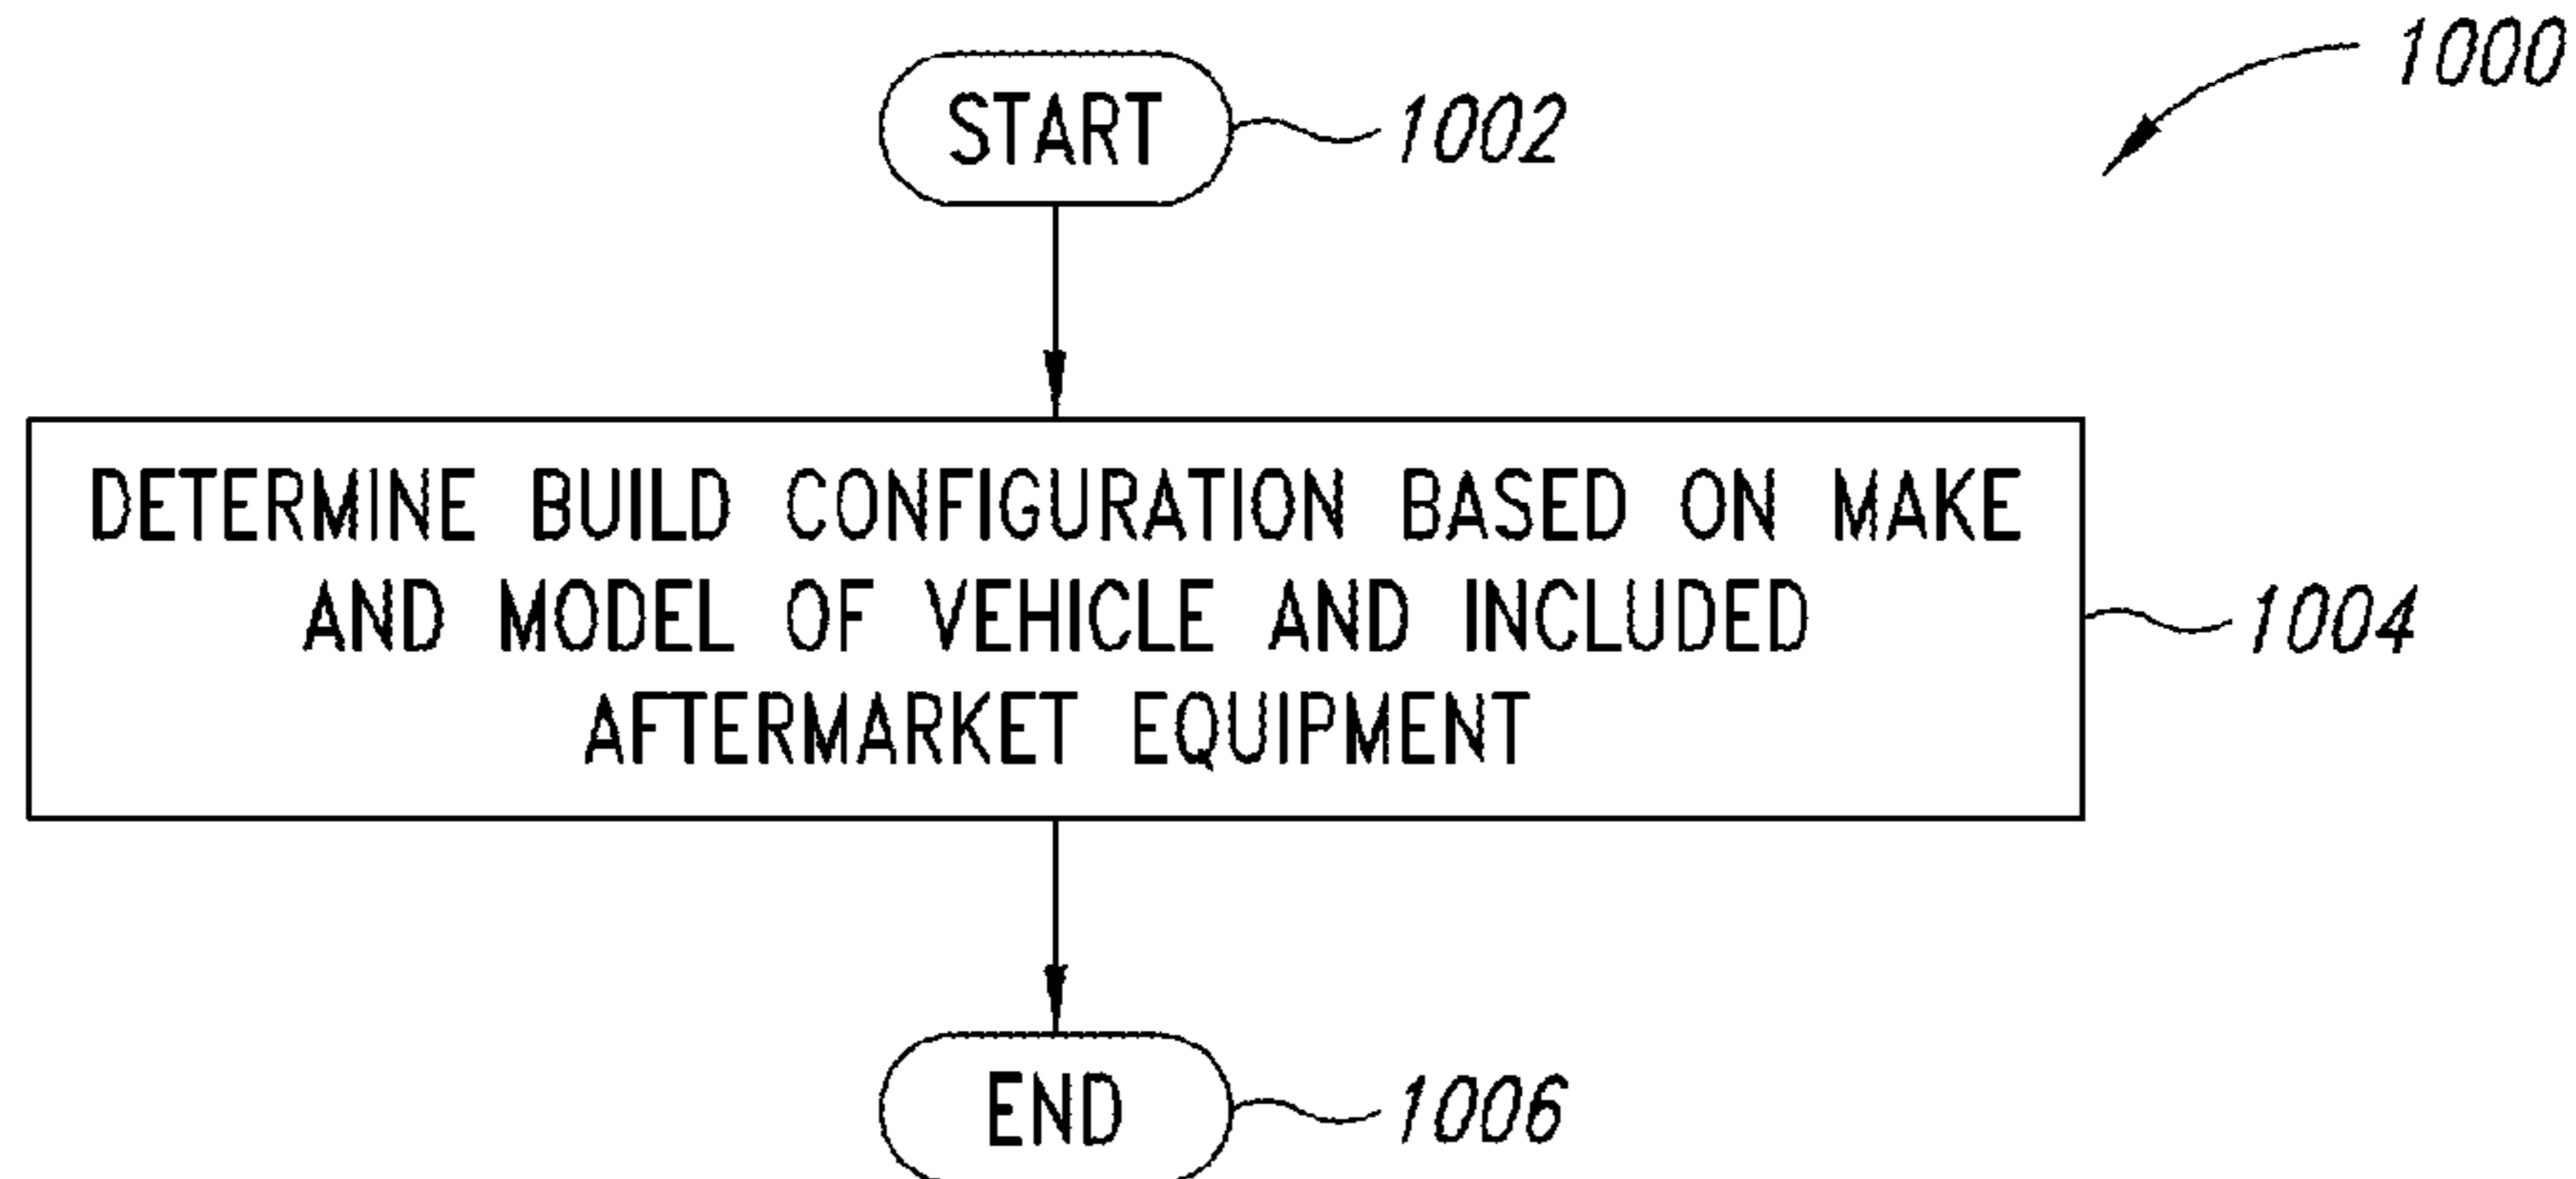 1000
START 1002
DETERMINE BUILD CONFIGURATION BASED ON MAKE
AND MODEL OF VEHICLE AND INCLUDED
AFTERMARKET EQUIPMENT
1004
END 1006